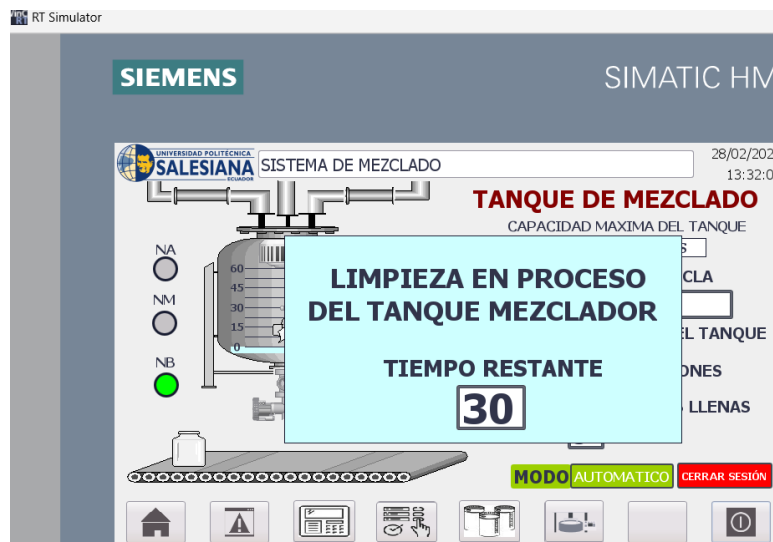 RT Simulator
SIEMENS
SIMATIC HM
UNIVERSIDAD POLITÉCNICA
SALESIANA
ECUADOR
SISTEMA DE MEZCLADO
28/02/202
13:32:0
TANQUE DE MEZCLADO
CAPACIDAD MAXIMA DEL TANQUE
S
CLA
EL TANQUE
ONES
LLENAS
NA
NM
NB
60
45
30
15
0
LIMPIEZA EN PROCESO
DEL TANQUE MEZCLADOR
TIEMPO RESTANTE
30
MODO AUTOMATICO
CERRAR SESIÓN